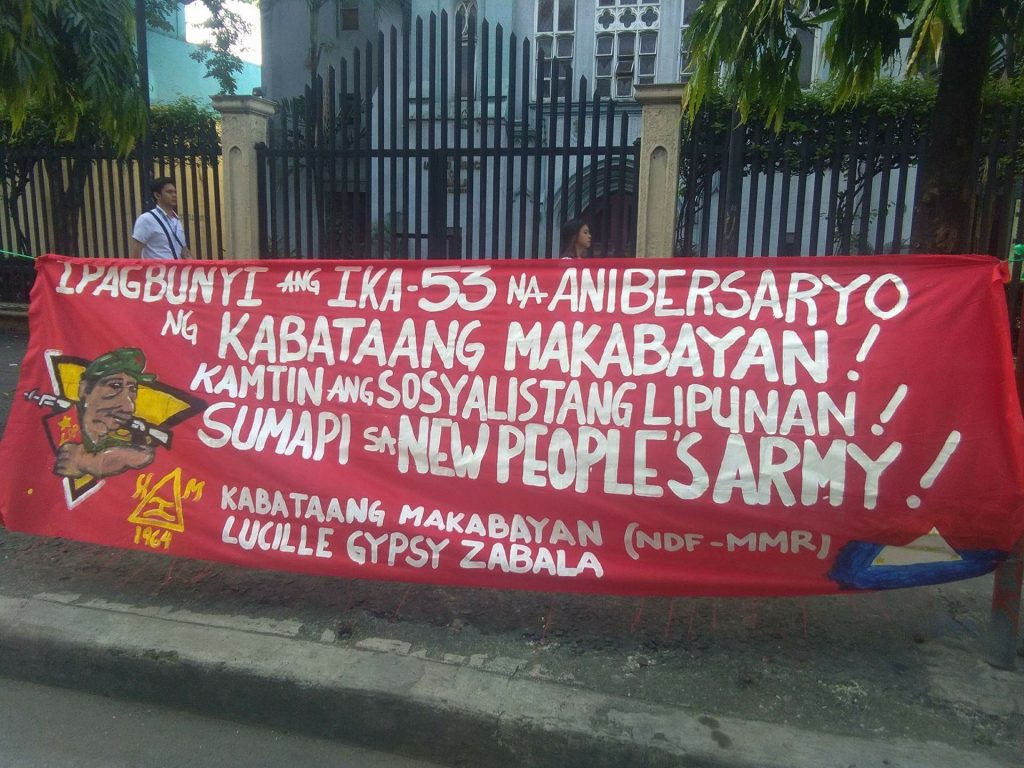 IPAGBUNYI ANG IKA-53 NA ANIBERSARYO
NG KABATAANG MAKABAYAN!
KAMTIN ANG SOSYALISTANG LIPUNAN!
SUMAPI SA NEW PEOPLE'S ARMY!
KM
1964
KABATAANG MAKABAYAN (NDF-MMR)
LUCILLE GYPSY ZABALA